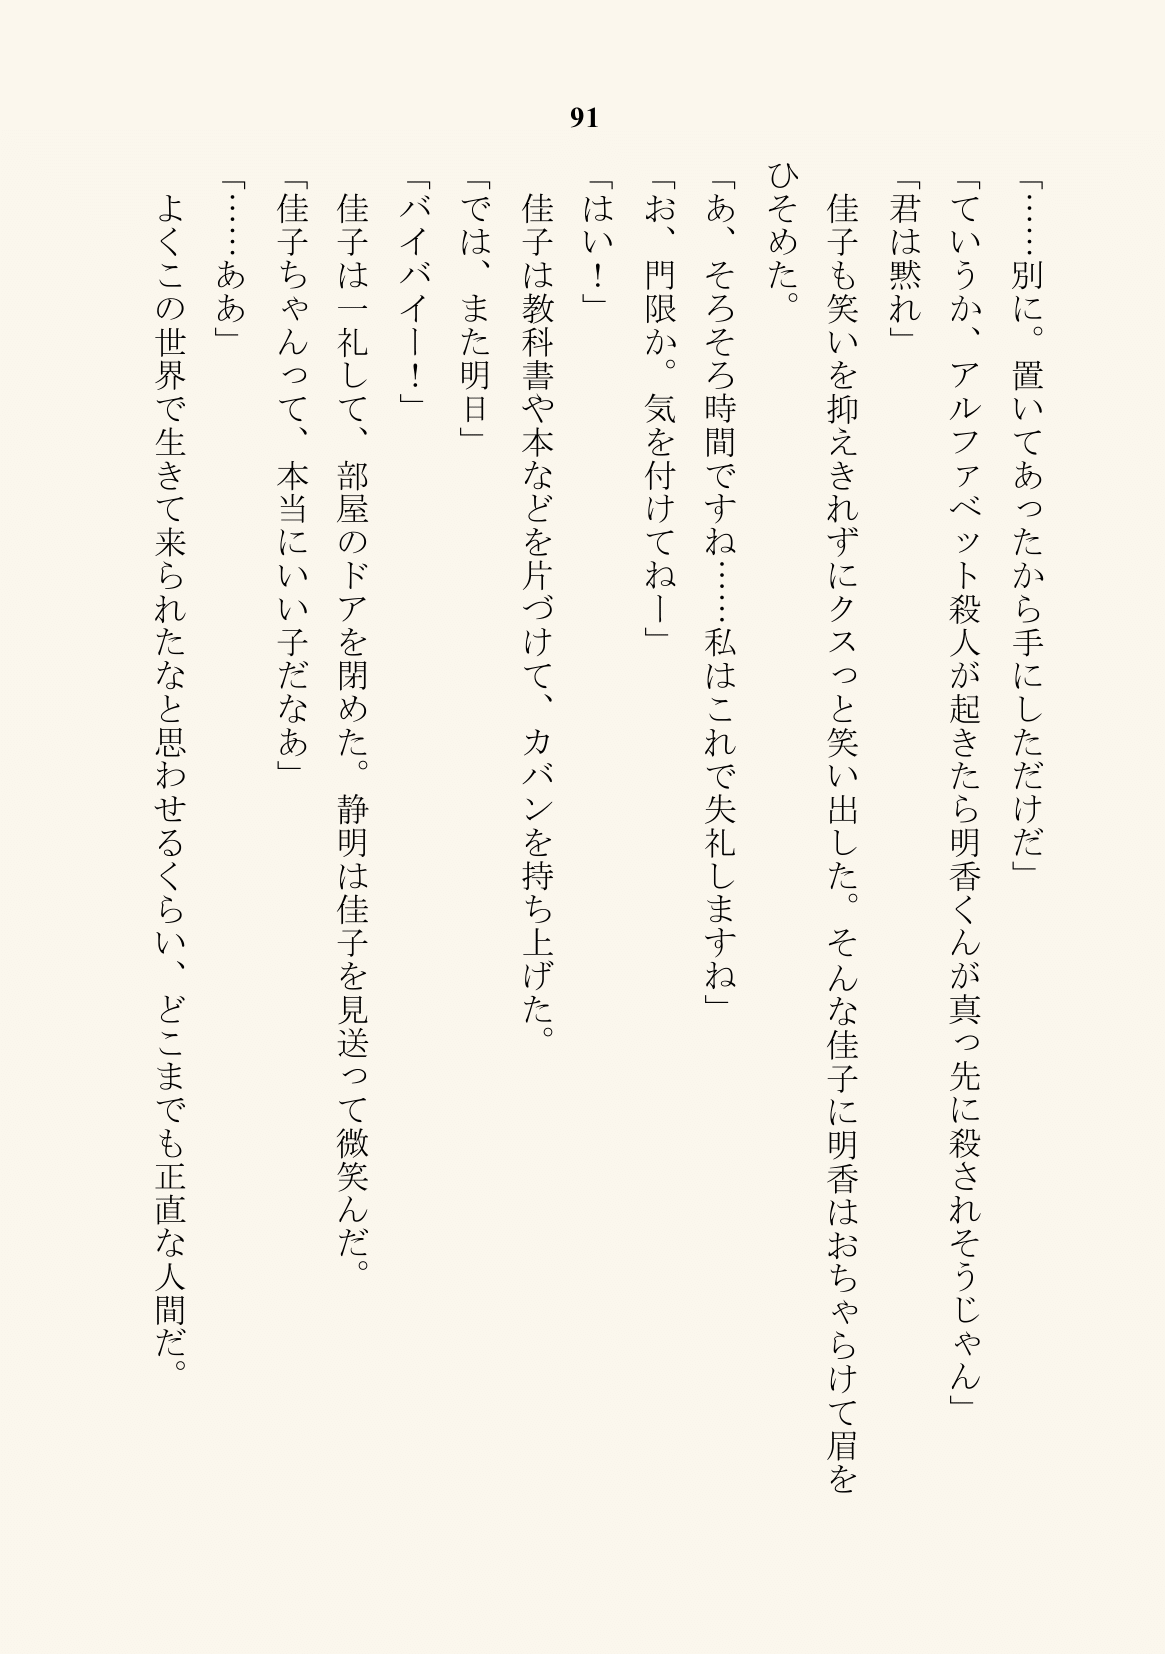 91
「……別に。置いてあったから手にしただけだ」
「ていうか、アルファベット殺人が起きたら明香くんが真っ先に殺されそうじゃん」
「君は黙れ」
　佳子も笑いを抑えきれずにクスっと笑い出した。そんな佳子に明香はおちゃらけて眉を
ひそめた。
「あ、そろそろ時間ですね……私はこれで失礼しますね」
「お、門限か。気を付けてねー」
「はい！」
　佳子は教科書や本などを片づけて、カバンを持ち上げた。
「では、また明日」
「バイバイー！」
　佳子は一礼して、部屋のドアを閉めた。静明は佳子を見送って微笑んだ。
「佳子ちゃんって、本当にいい子だなあ」
「……ああ」
　よくこの世界で生きて来られたなと思わせるくらい、どこまでも正直な人間だ。